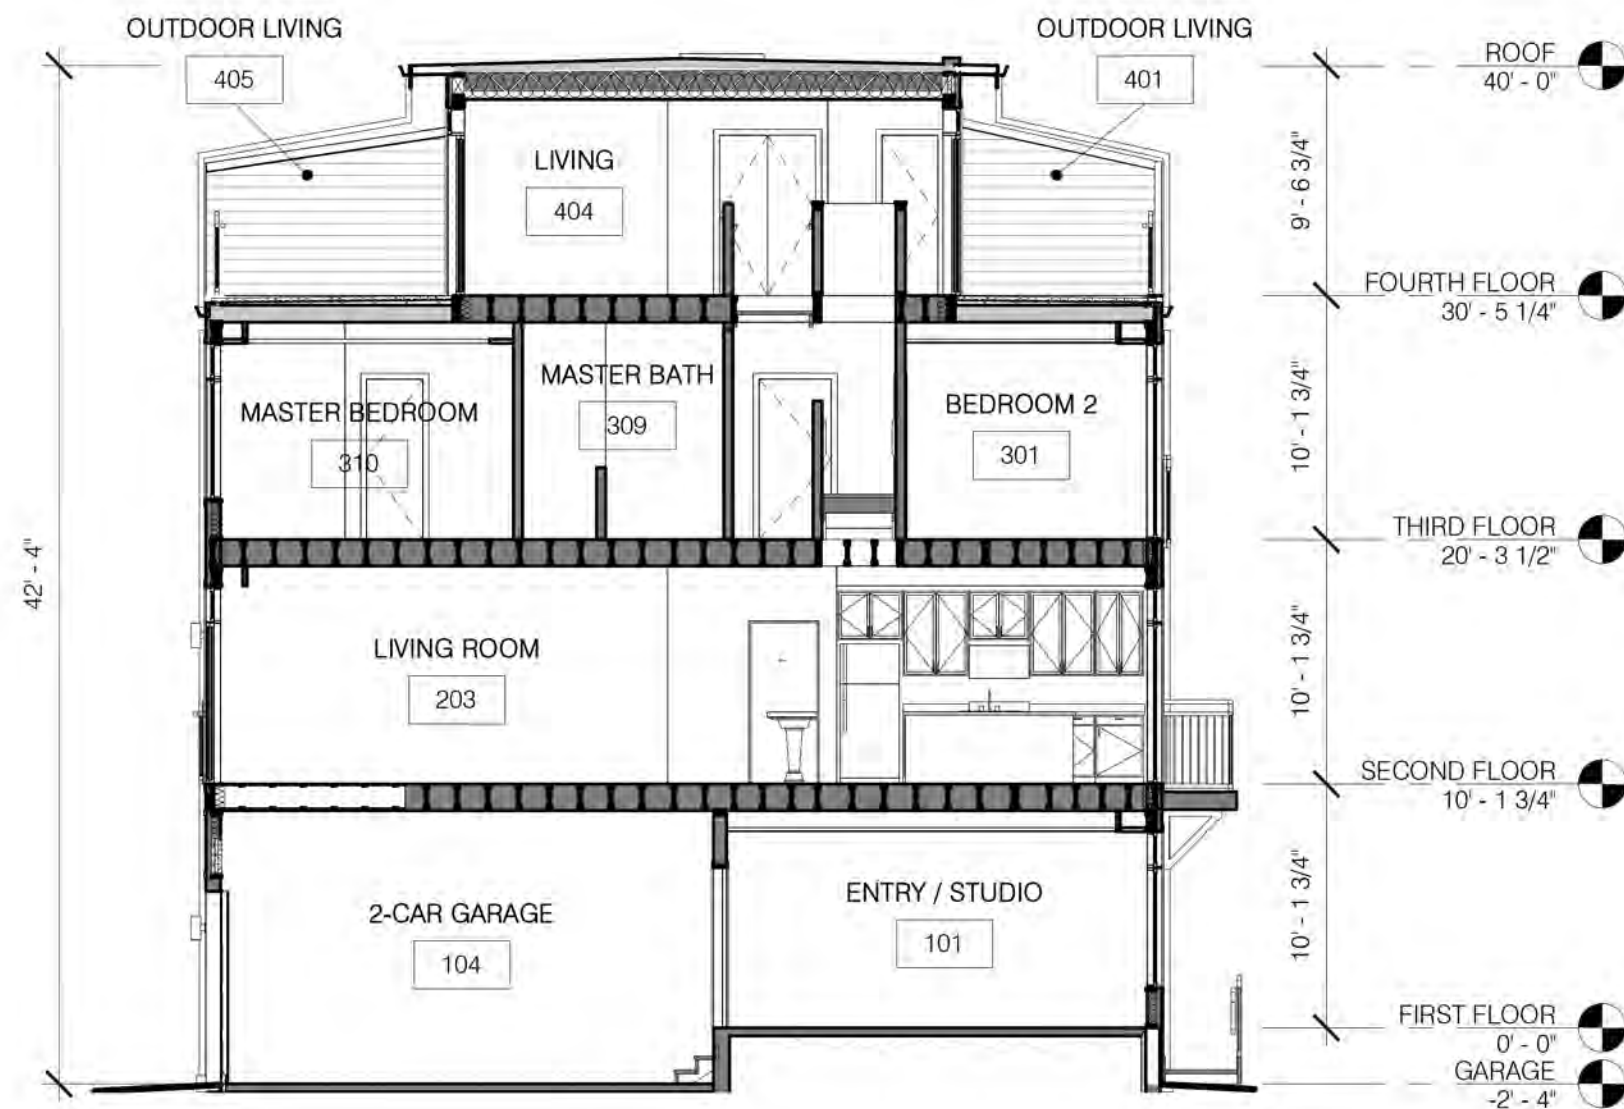 OUTDOOR LIVING
405
OUTDOOR LIVING
401
ROOF
40' - 0"
LIVING
404
9' - 6 3/4"
FOURTH FLOOR
30' - 5 1/4"
MASTER BEDROOM
310
MASTER BATH
309
BEDROOM 2
301
10' - 1 3/4"
THIRD FLOOR
20' - 3 1/2"
42' - 4"
LIVING ROOM
203
10' - 1 3/4"
SECOND FLOOR
10' - 1 3/4"
2-CAR GARAGE
104
ENTRY / STUDIO
101
10' - 1 3/4"
FIRST FLOOR
0' - 0"
GARAGE
-2' - 4"